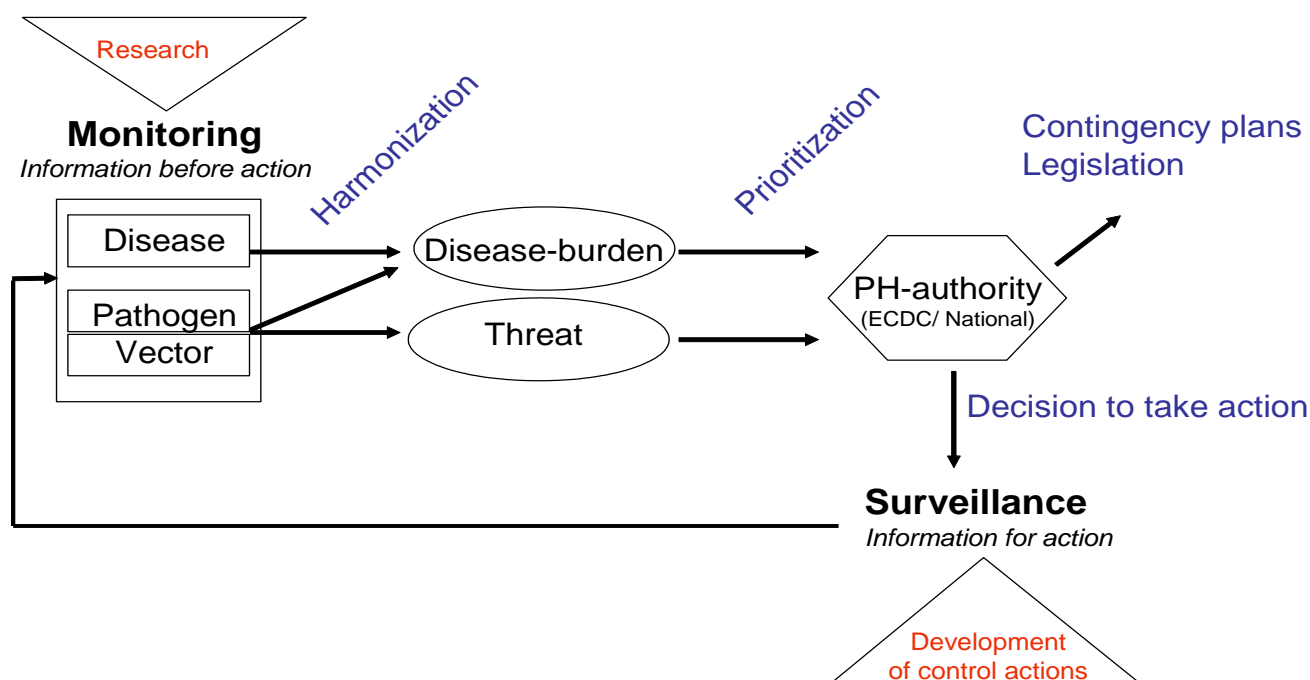 Research
Monitoring
Information before action
Harmonization
Prioritization
Contingency plans
Legislation
Disease
Pathogen
Vector
Disease-burden
Threat
PH-authority
(ECDC/ National)
Decision to take action
Surveillance
Information for action
Development
of control actions